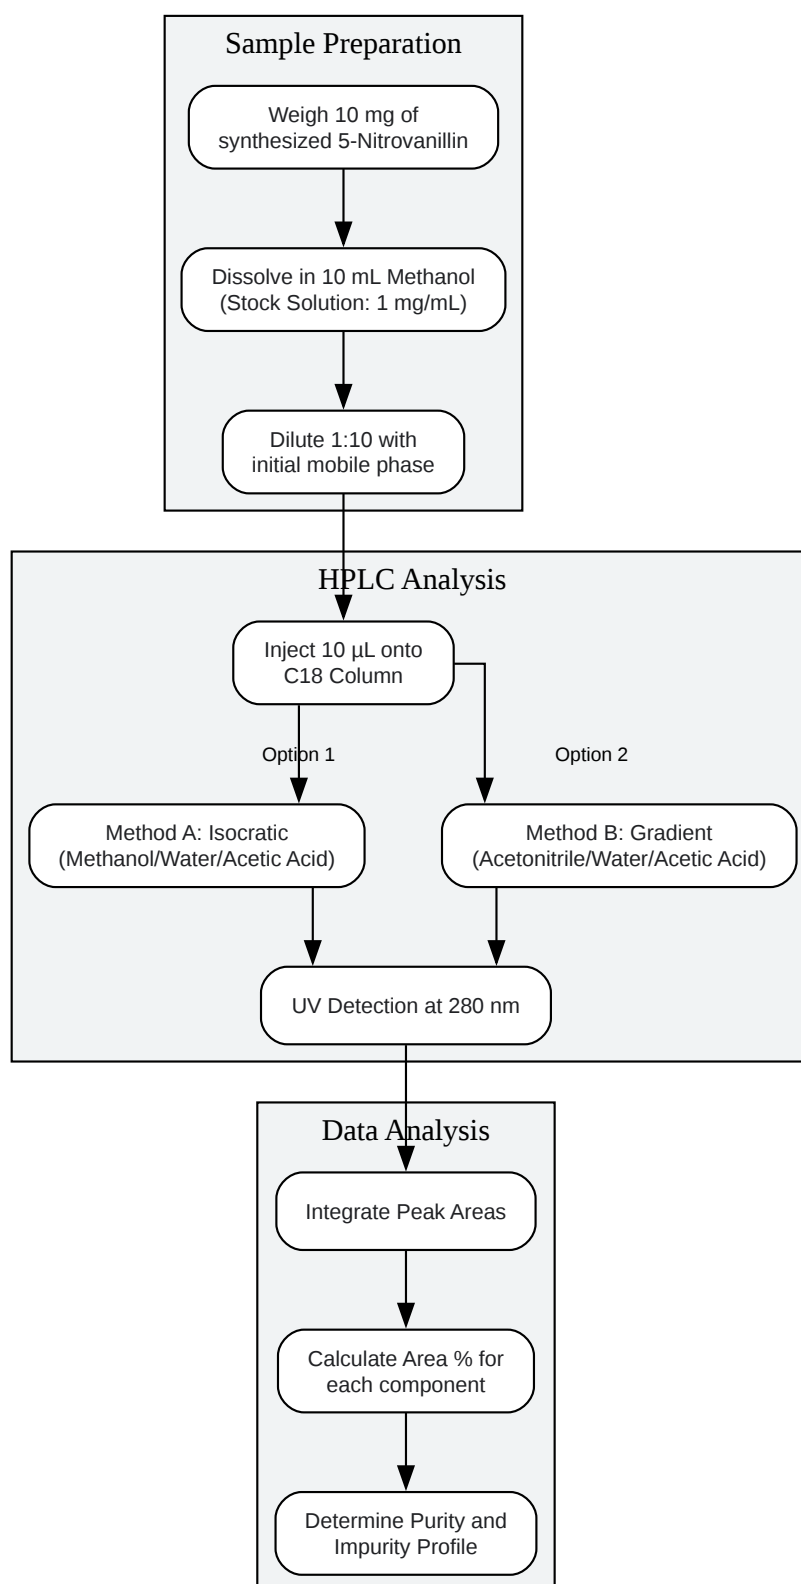 Sample Preparation
Weigh 10 mg of
synthesized 5-Nitrovanillin
Dissolve in 10 mL Methanol
(Stock Solution: 1 mg/mL)
Dilute 1:10 with
initial mobile phase
HPLC Analysis
Inject 10 µL onto
C18 Column
Option 1
Option 2
Method A: Isocratic
(Methanol/Water/Acetic Acid)
Method B: Gradient
(Acetonitrile/Water/Acetic Acid)
UV Detection at 280 nm
Data Analysis
Integrate Peak Areas
Calculate Area % for
each component
Determine Purity and
Impurity Profile